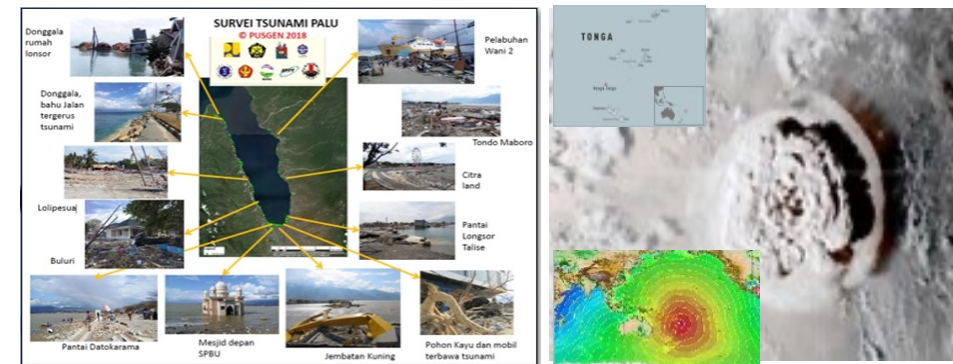 SURVEI TSUNAMI PALU
© PUSGEN 2018
Donggala
rumah
lonsor
Pelabuhan
Wani 2
Donggala,
bahu Jalan
tergerus
tsunami
Tondo Maboro
Citra
land
Lolipesua
Buluri
Pantai
Longsor
Talise
Pantai Datokarama
Mesjid depan
SPBU
Jembatan Kuning
Pohon Kayu dan mobil
terbawa tsunami
TONGA